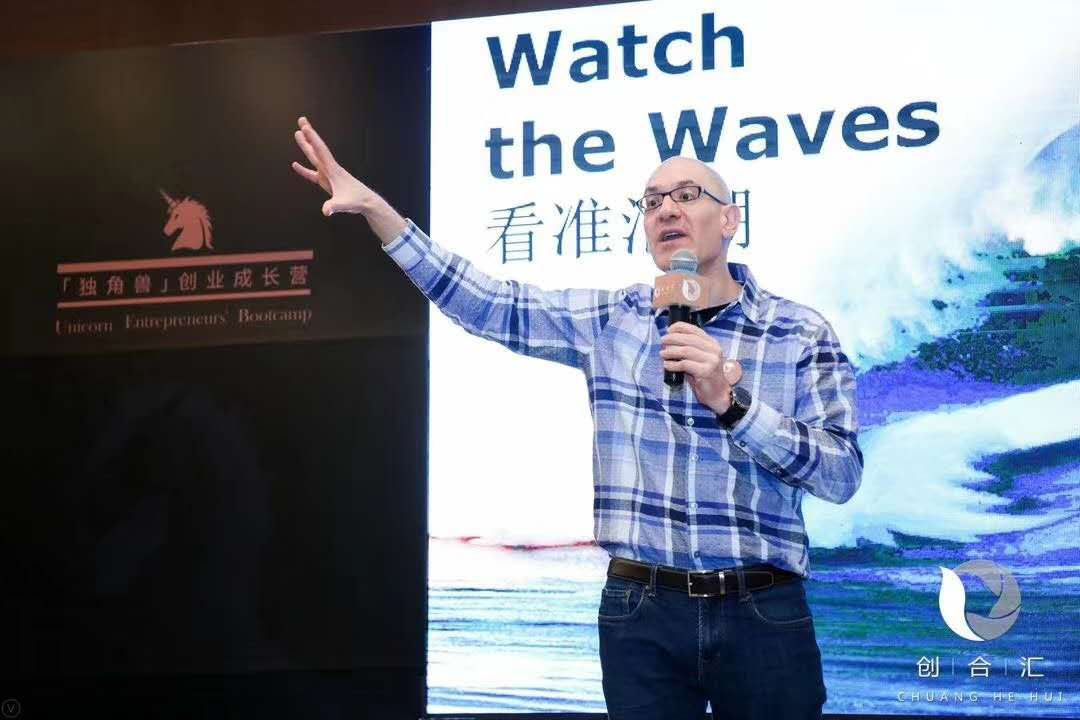 Watch
the Waves
看准
「独角兽」创业成长营
Unicorn Entrepreneurs' Bootcamp
创 | 合 | 汇
CHUANG HE HUI
V